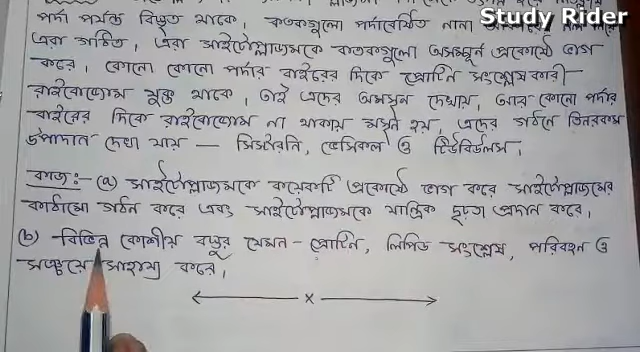 Study Rider
পর্দা পর্যন্ত বিস্তৃত থাকে। কতকগুলো পর্দাবেষ্টিত নানা
এরা গঠিত, এরা সাইটোপ্লাজমকে কতকগুলো অসম্পূর্ন প্রকোষ্ঠে ভাগ
করে। কোনো কোনো পর্দার বাইরের দিকে প্রোটিন সংশ্লেষকারী
রাইবোজোম যুক্ত থাকে, তাই এদের অমসৃন দেখায়, আর কোনো পর্দার
বাইরের দিকে রাইবোজোম না থাকায় মসৃন হয়, এদের গঠনে তিনরকম
উপাদান দেখা যায় — সিস্টারনি, ভেসিকল ও টিউবিউলস।
কাজ:- (a) সাইটোপ্লাজমকে কয়েকটি প্রকোষ্ঠে ভাগ করে সাইটোপ্লাজমের
কাঠামো গঠন করে এবং সাইটোপ্লাজমকে যান্ত্রিক দৃঢ়তা প্রদান করে।
(b) বিভিন্ন কোশীয় বস্তুর যেমন- প্রোটিন, লিপিড সংশ্লেষ, পরিবহন ও
সঞ্চয়ে সাহায্য করে।